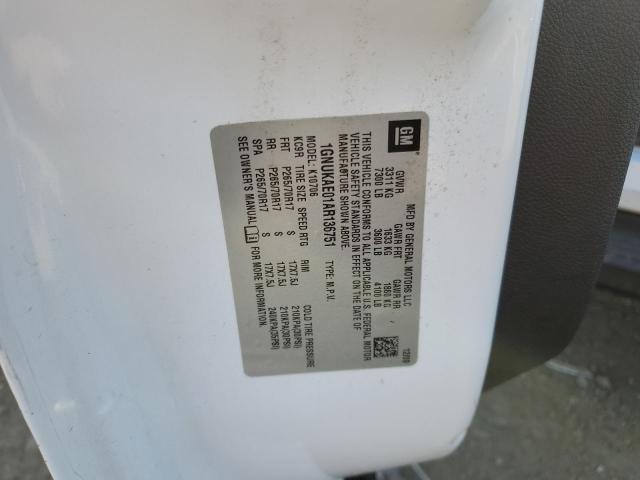 GM
MFD BY GENERAL MOTORS LLC
12/09
GVWR GAWR FRT GAWR RR
3311 KG 1633 KG 1860 KG
7300 LB 3600 LB 4100 LB
THIS VEHICLE CONFORMS TO ALL APPLICABLE U.S. FEDERAL MOTOR
VEHICLE SAFETY STANDARDS IN EFFECT ON THE DATE OF
MANUFACTURE SHOWN ABOVE.
1GNUKAE01AR136751 TYPE: M.P.V.
MODEL: K10706
KC9R TIRE SIZE SPEED RTG RIM COLD TIRE PRESSURE
FRT P265/70R17 S 17X7.5J 210KPA(30PSI)
RR P265/70R17 S 17X7.5J 210KPA(30PSI)
SPA P265/70R17 S 17X7.5J 240KPA(35PSI)
SEE OWNER'S MANUAL FOR MORE INFORMATION.